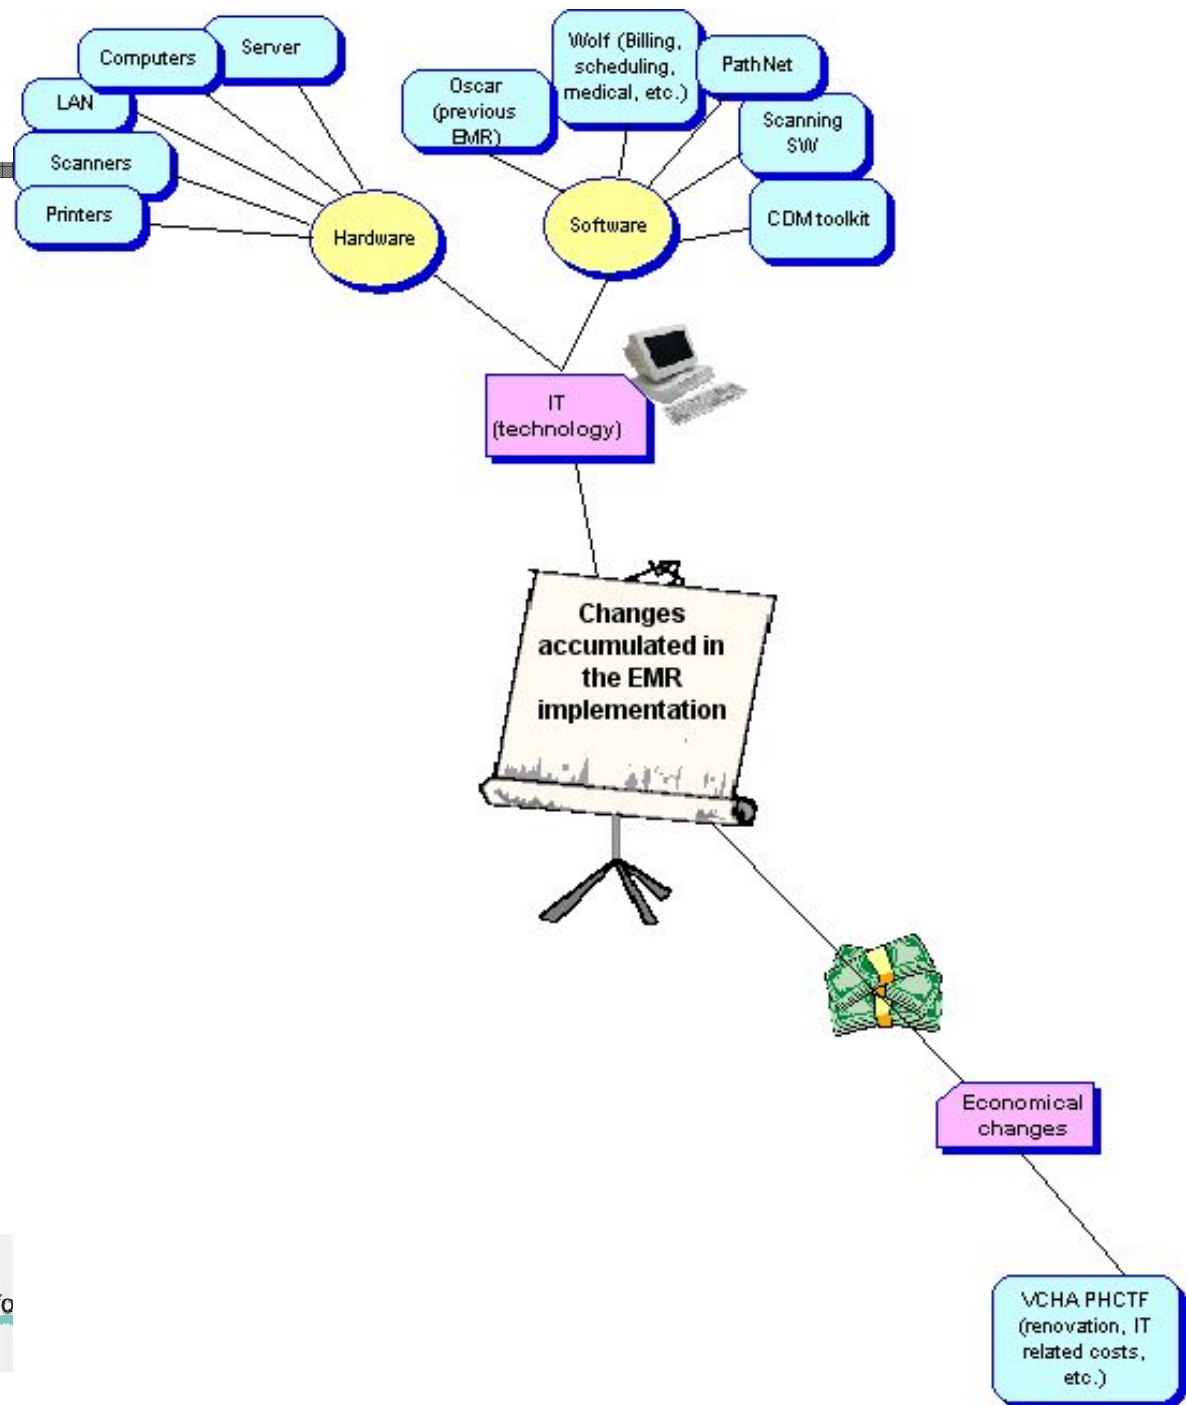 Server
Computers
LAN
Scanners
Printers
Hardware
Oscar
(previous
EMR)
Wolf (Billing,
scheduling,
medical, etc.)
PathNet
Scanning
SW
CDM toolkit
Software
IT
(technology)
Changes
accumulated in
the EMR
implementation
Economical
changes
VCHA PHCTF
(renovation, IT
related costs,
etc.)